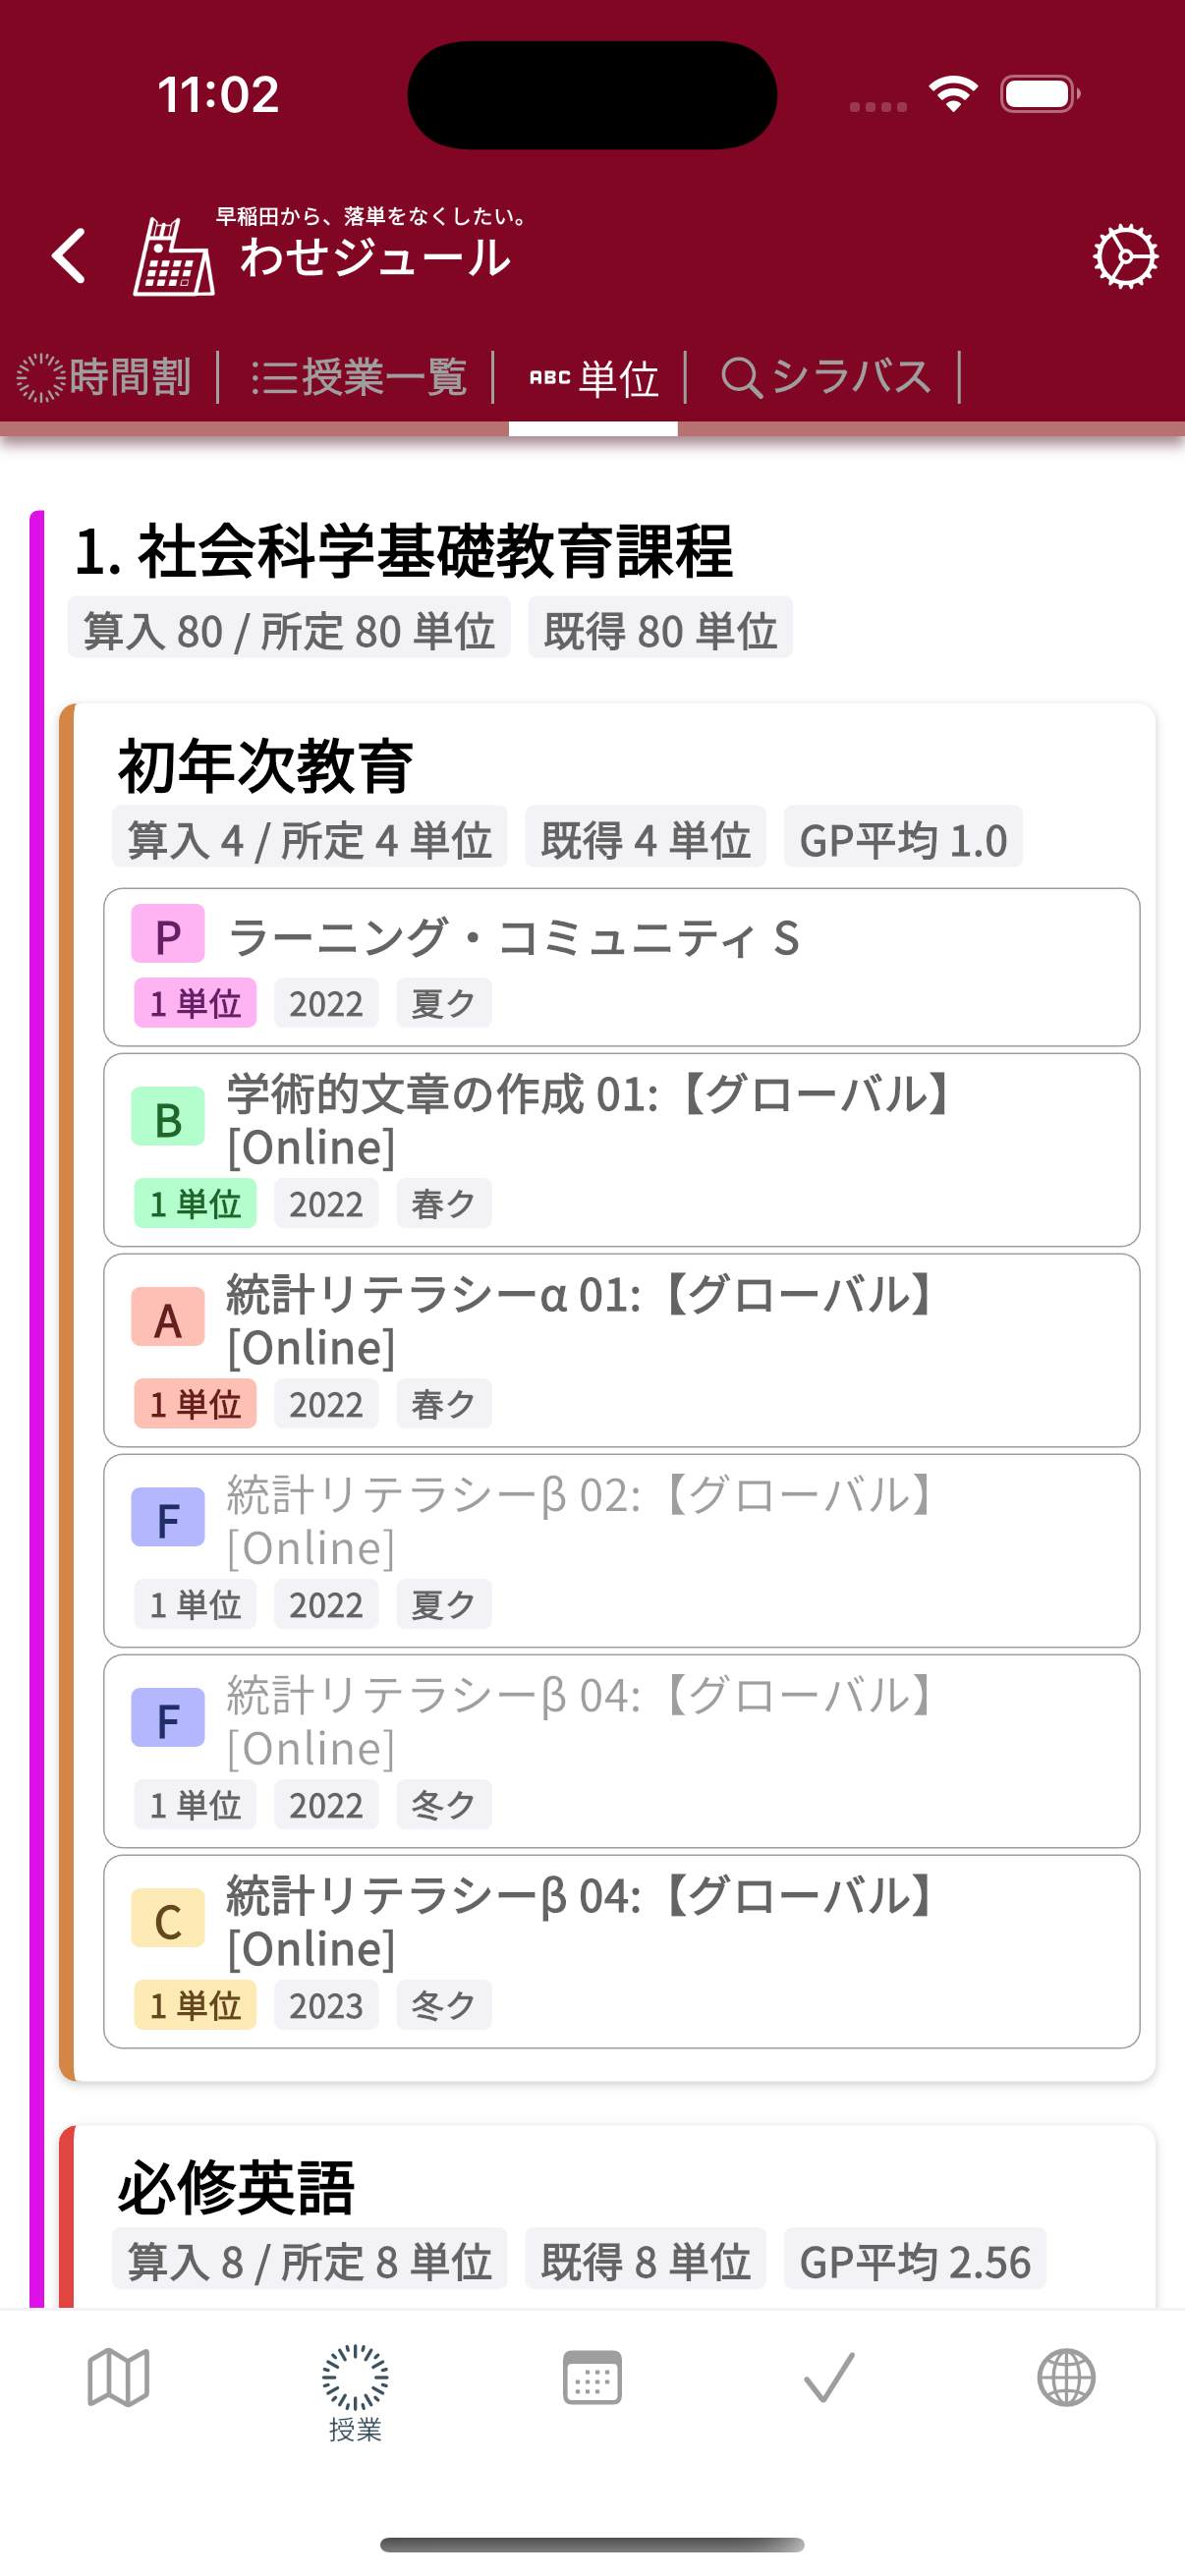 11:02
早稲田から、落単をなくしたい。
わせジュール
時間割 授業一覧 ABC 単位 シラバス
1. 社会科学基礎教育課程
算入 80 / 所定 80 単位 既得 80 単位
初年次教育
算入 4 / 所定 4 単位 既得 4 単位 GP平均 1.0
P ラーニング・コミュニティ S
1 単位 2022 夏ク
B 学術的文章の作成 01:【グローバル】
[Online]
1 単位 2022 春ク
A 統計リテラシーα 01:【グローバル】
[Online]
1 単位 2022 春ク
F 統計リテラシーβ 02:【グローバル】
[Online]
1 単位 2022 夏ク
F 統計リテラシーβ 04:【グローバル】
[Online]
1 単位 2022 冬ク
C 統計リテラシーβ 04:【グローバル】
[Online]
1 単位 2023 冬ク
必修英語
算入 8 / 所定 8 単位 既得 8 単位 GP平均 2.56
授業